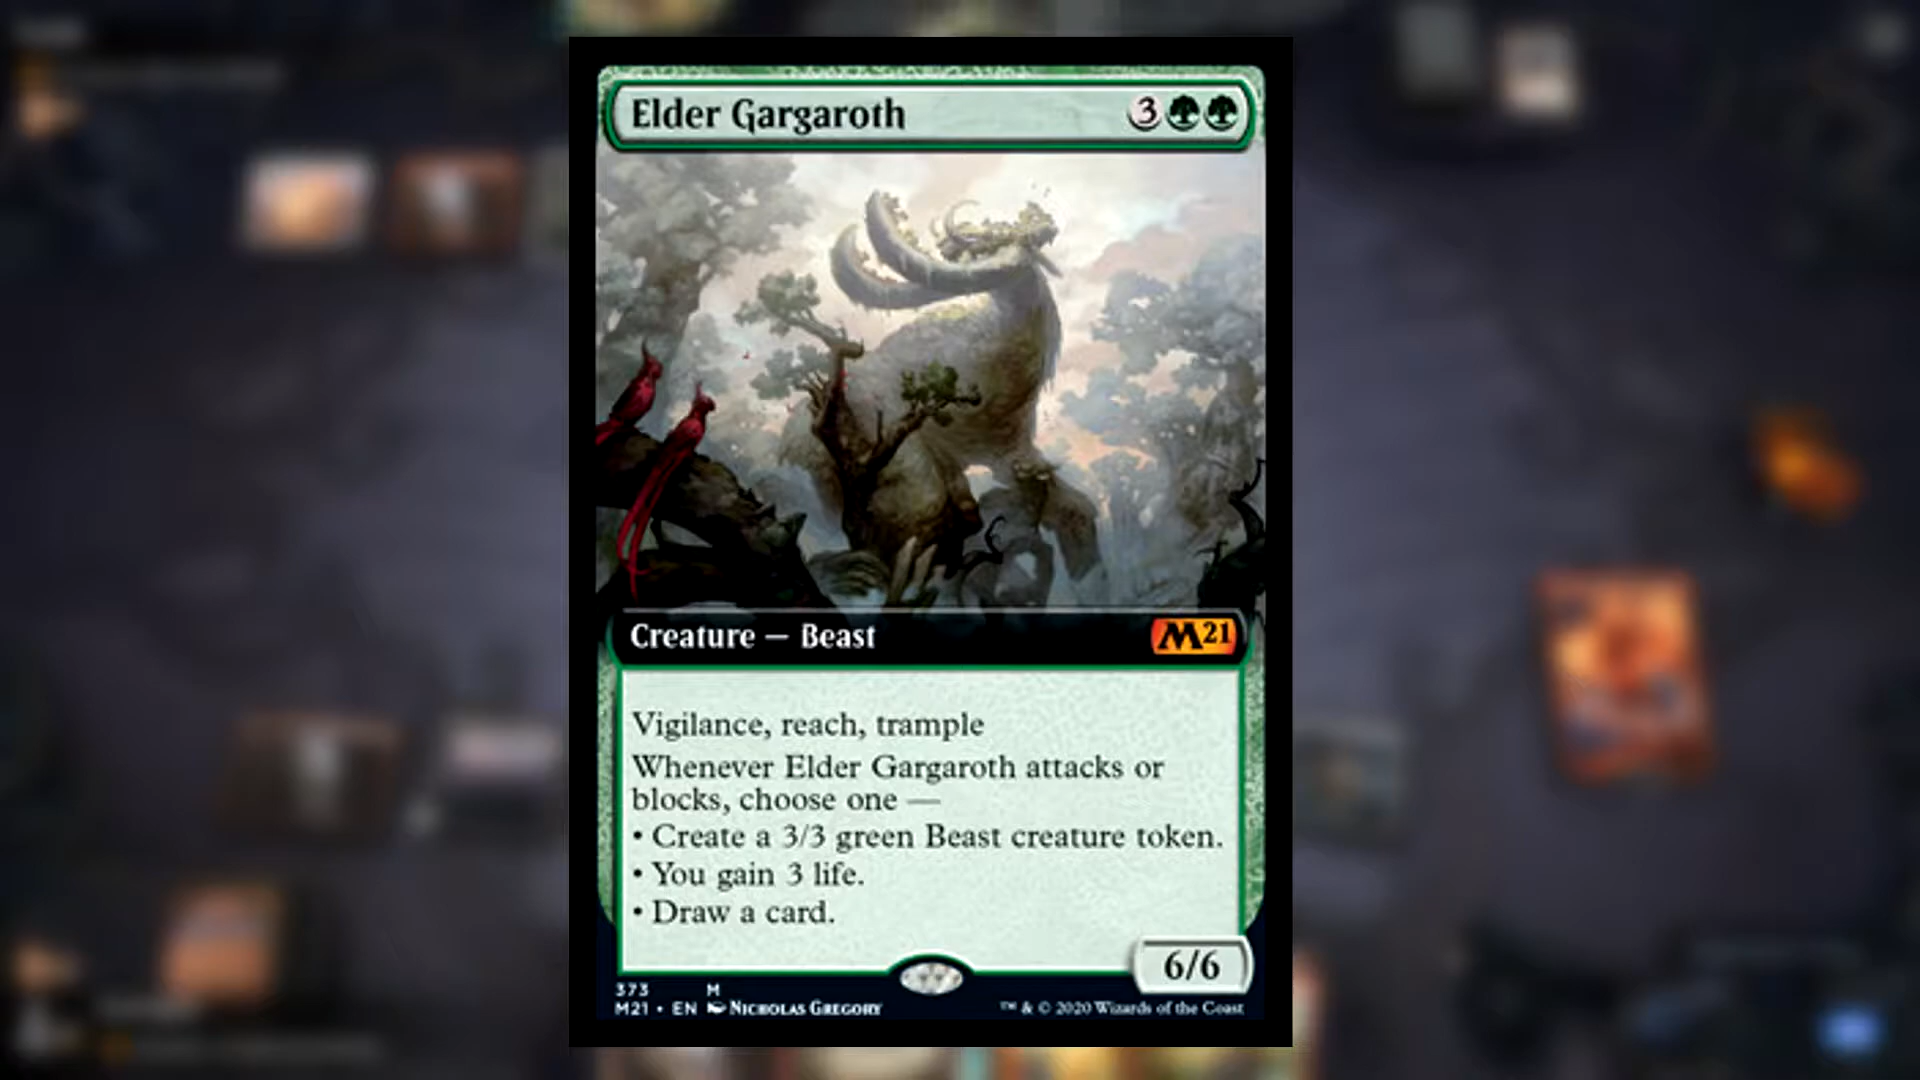 Elder Gargaroth 3
Creature — Beast M21
Vigilance, reach, trample
Whenever Elder Gargaroth attacks or
blocks, choose one —
• Create a 3/3 green Beast creature token.
• You gain 3 life.
• Draw a card.
6/6
373 M
M21 • EN Nicholas Gregory ™ & © 2020 Wizards of the Coast